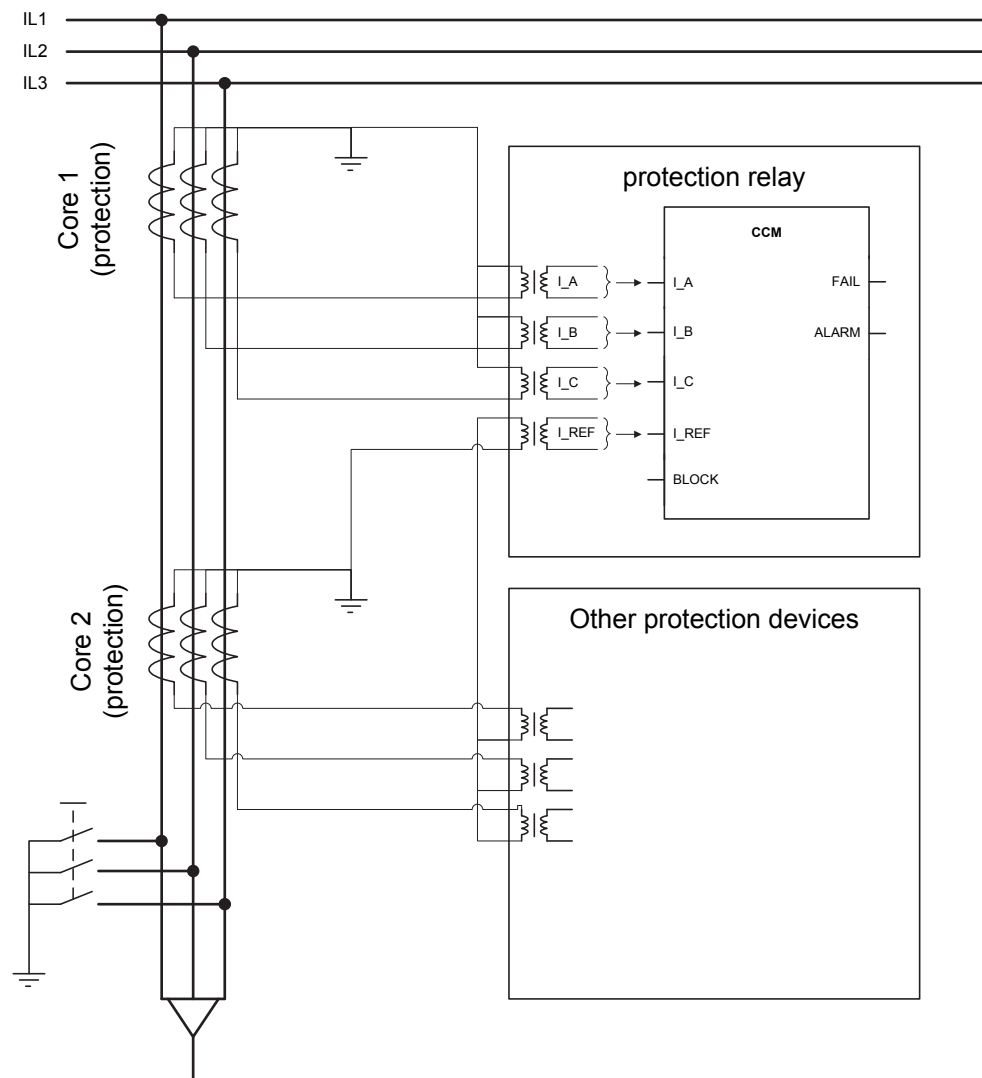 IL1
IL2
IL3
Core 1
(protection)
protection relay
CCM
I_A
I_A
FAIL
I_B
I_B
ALARM
I_C
I_C
I_REF
I_REF
BLOCK
Core 2
(protection)
Other protection devices